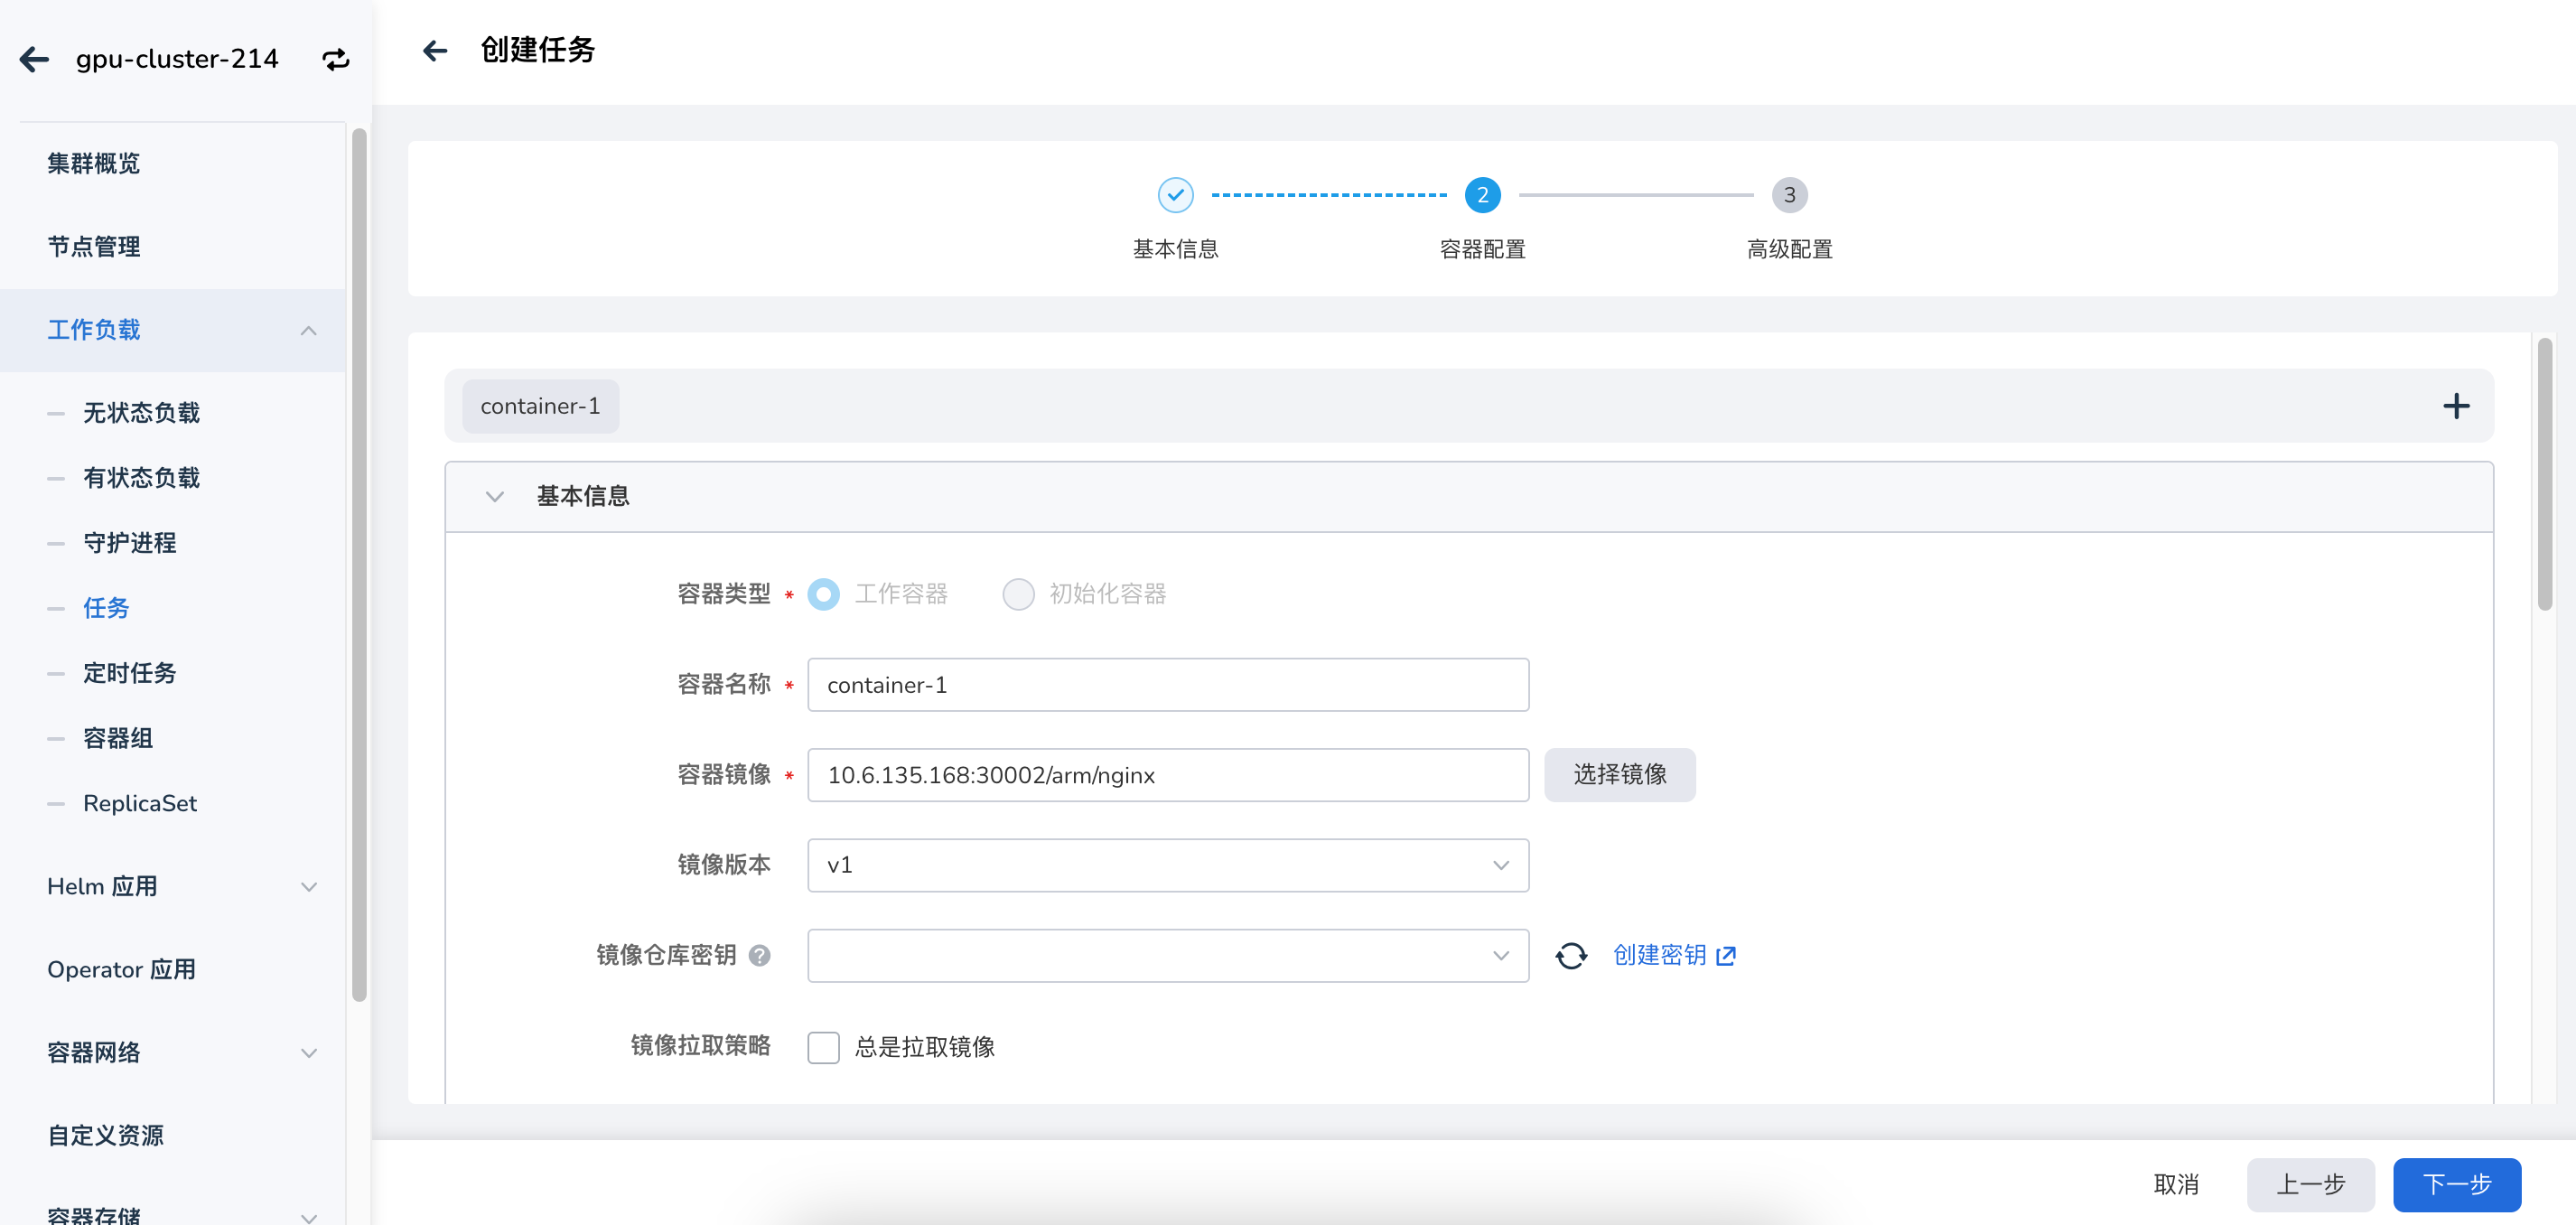 gpu-cluster-214
集群概览
节点管理
工作负载
无状态负载
有状态负载
守护进程
任务
定时任务
容器组
ReplicaSet
Helm 应用
Operator 应用
容器网络
自定义资源
容器存储
创建任务
2
3
基本信息
容器配置
高级配置
container-1
基本信息
容器类型 * 工作容器 初始化容器
容器名称 * container-1
容器镜像 * 10.6.135.168:30002/arm/nginx 选择镜像
镜像版本 v1
镜像仓库密钥 ? 创建密钥
镜像拉取策略 总是拉取镜像
取消 上一步 下一步